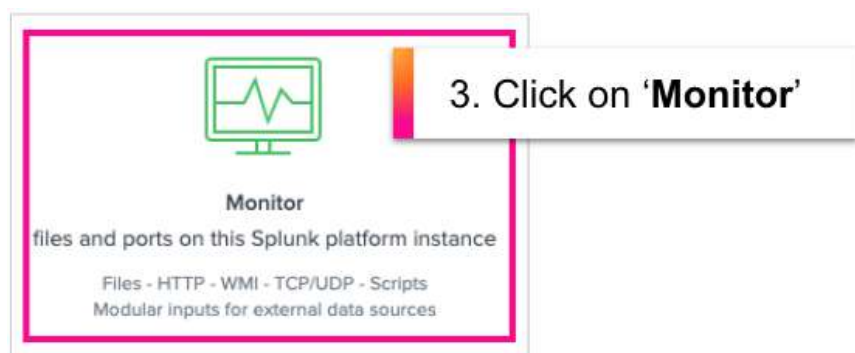 3. Click on ‘Monitor’
Monitor
files and ports on this Splunk platform instance
Files - HTTP - WMI - TCP/UDP - Scripts
Modular inputs for external data sources